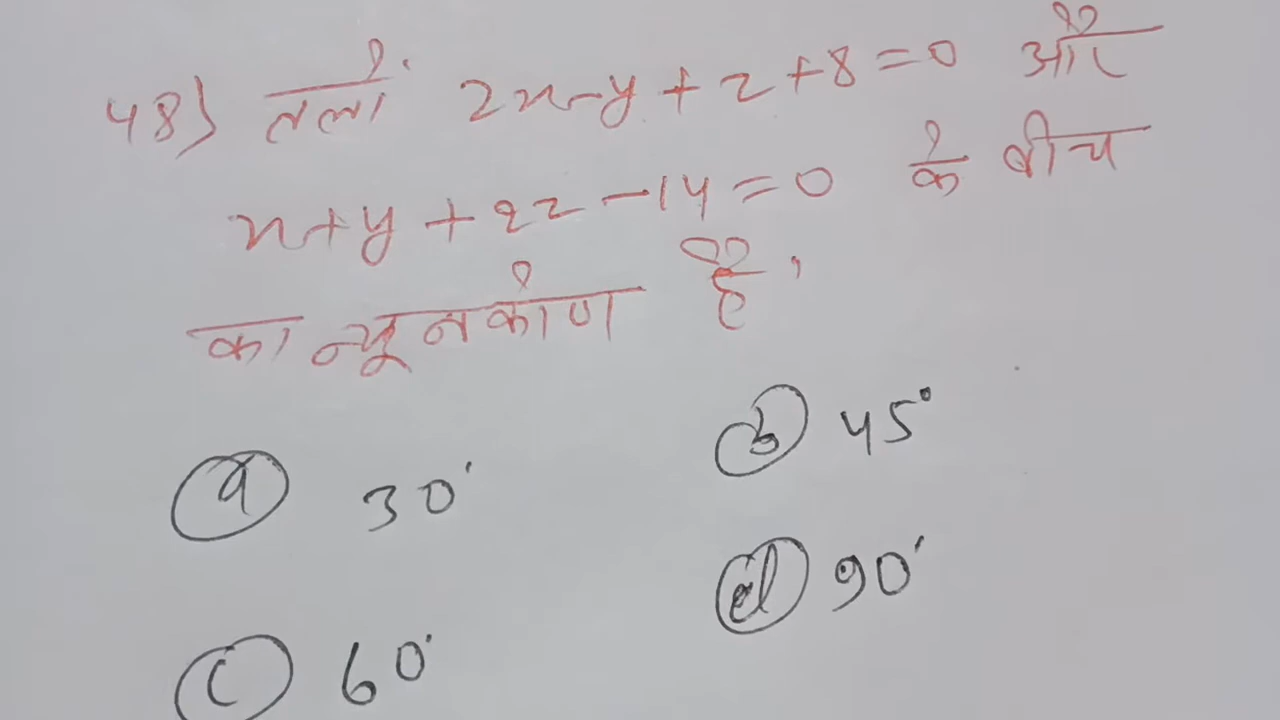 48) तलों 2x-y+z+8=0 और
x+y+2z-14=0 के बीच
का न्यूनकोण है,
(a) 30°
(b) 45°
(c) 60°
(d) 90°